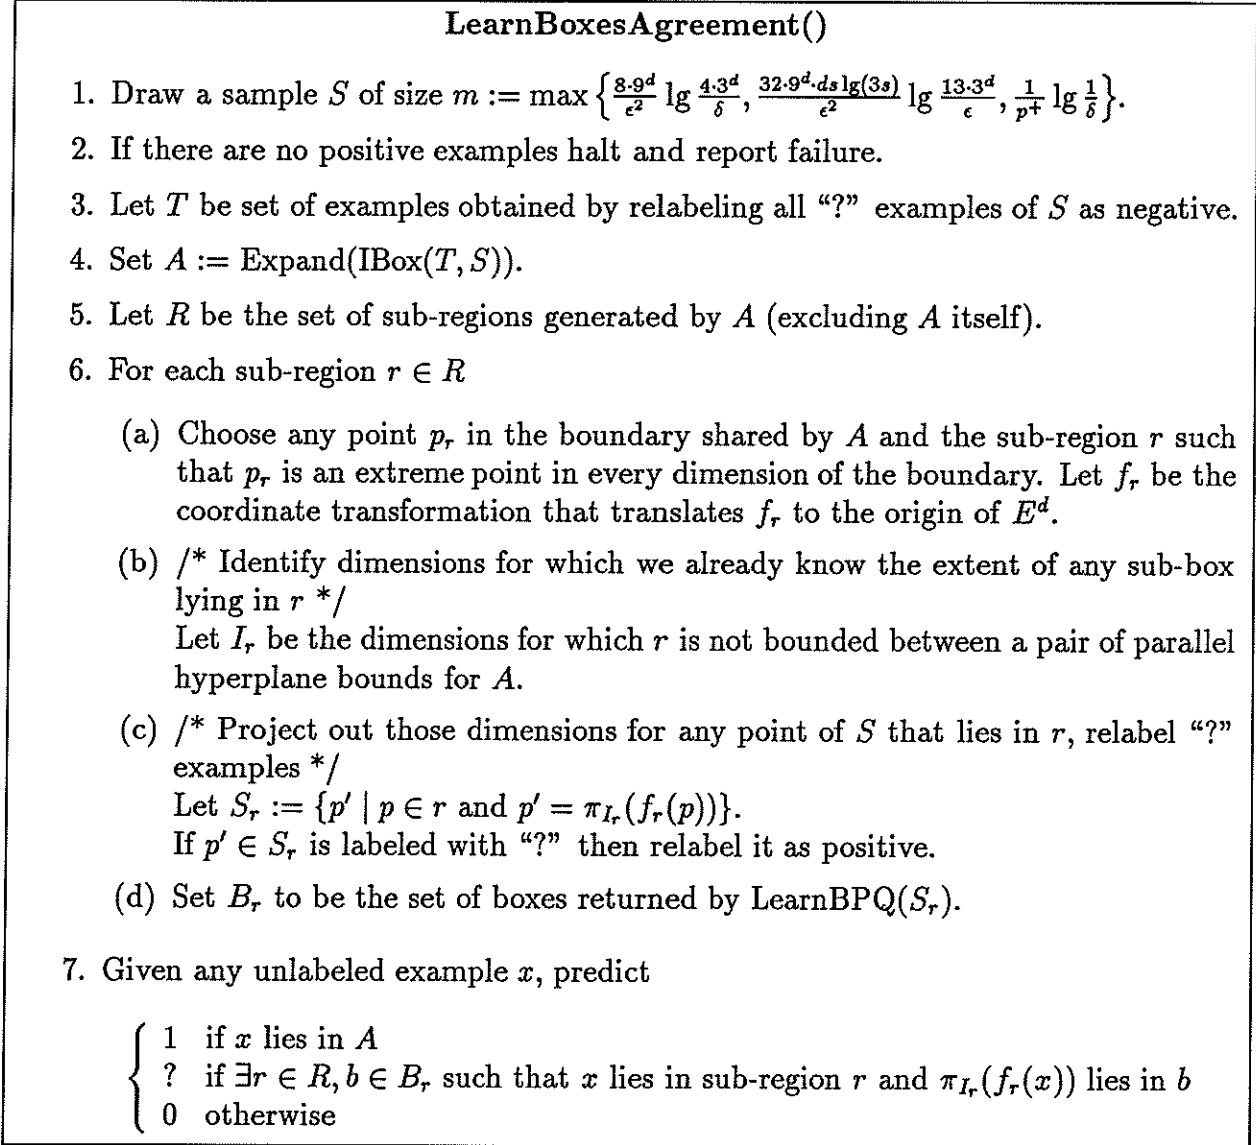 LearnBoxesAgreement()
1. Draw a sample S of size m := max { 8·9^d/ϵ² lg 4·3^d/δ, 32·9^d·ds lg(3s)/ϵ² lg 13·3^d/ϵ, 1/p⁺ lg 1/δ }.
2. If there are no positive examples halt and report failure.
3. Let T be set of examples obtained by relabeling all “?” examples of S as negative.
4. Set A := Expand(IBox(T, S)).
5. Let R be the set of sub-regions generated by A (excluding A itself).
6. For each sub-region r ∈ R
(a) Choose any point p_r in the boundary shared by A and the sub-region r such
that p_r is an extreme point in every dimension of the boundary. Let f_r be the
coordinate transformation that translates f_r to the origin of E^d.
(b) /* Identify dimensions for which we already know the extent of any sub-box
lying in r */
Let I_r be the dimensions for which r is not bounded between a pair of parallel
hyperplane bounds for A.
(c) /* Project out those dimensions for any point of S that lies in r, relabel “?”
examples */
Let S_r := {p′ | p ∈ r and p′ = π_{I_r}(f_r(p))}.
If p′ ∈ S_r is labeled with “?” then relabel it as positive.
(d) Set B_r to be the set of boxes returned by LearnBPQ(S_r).
7. Given any unlabeled example x, predict
1 if x lies in A
? if ∃r ∈ R, b ∈ B_r such that x lies in sub-region r and π_{I_r}(f_r(x)) lies in b
0 otherwise